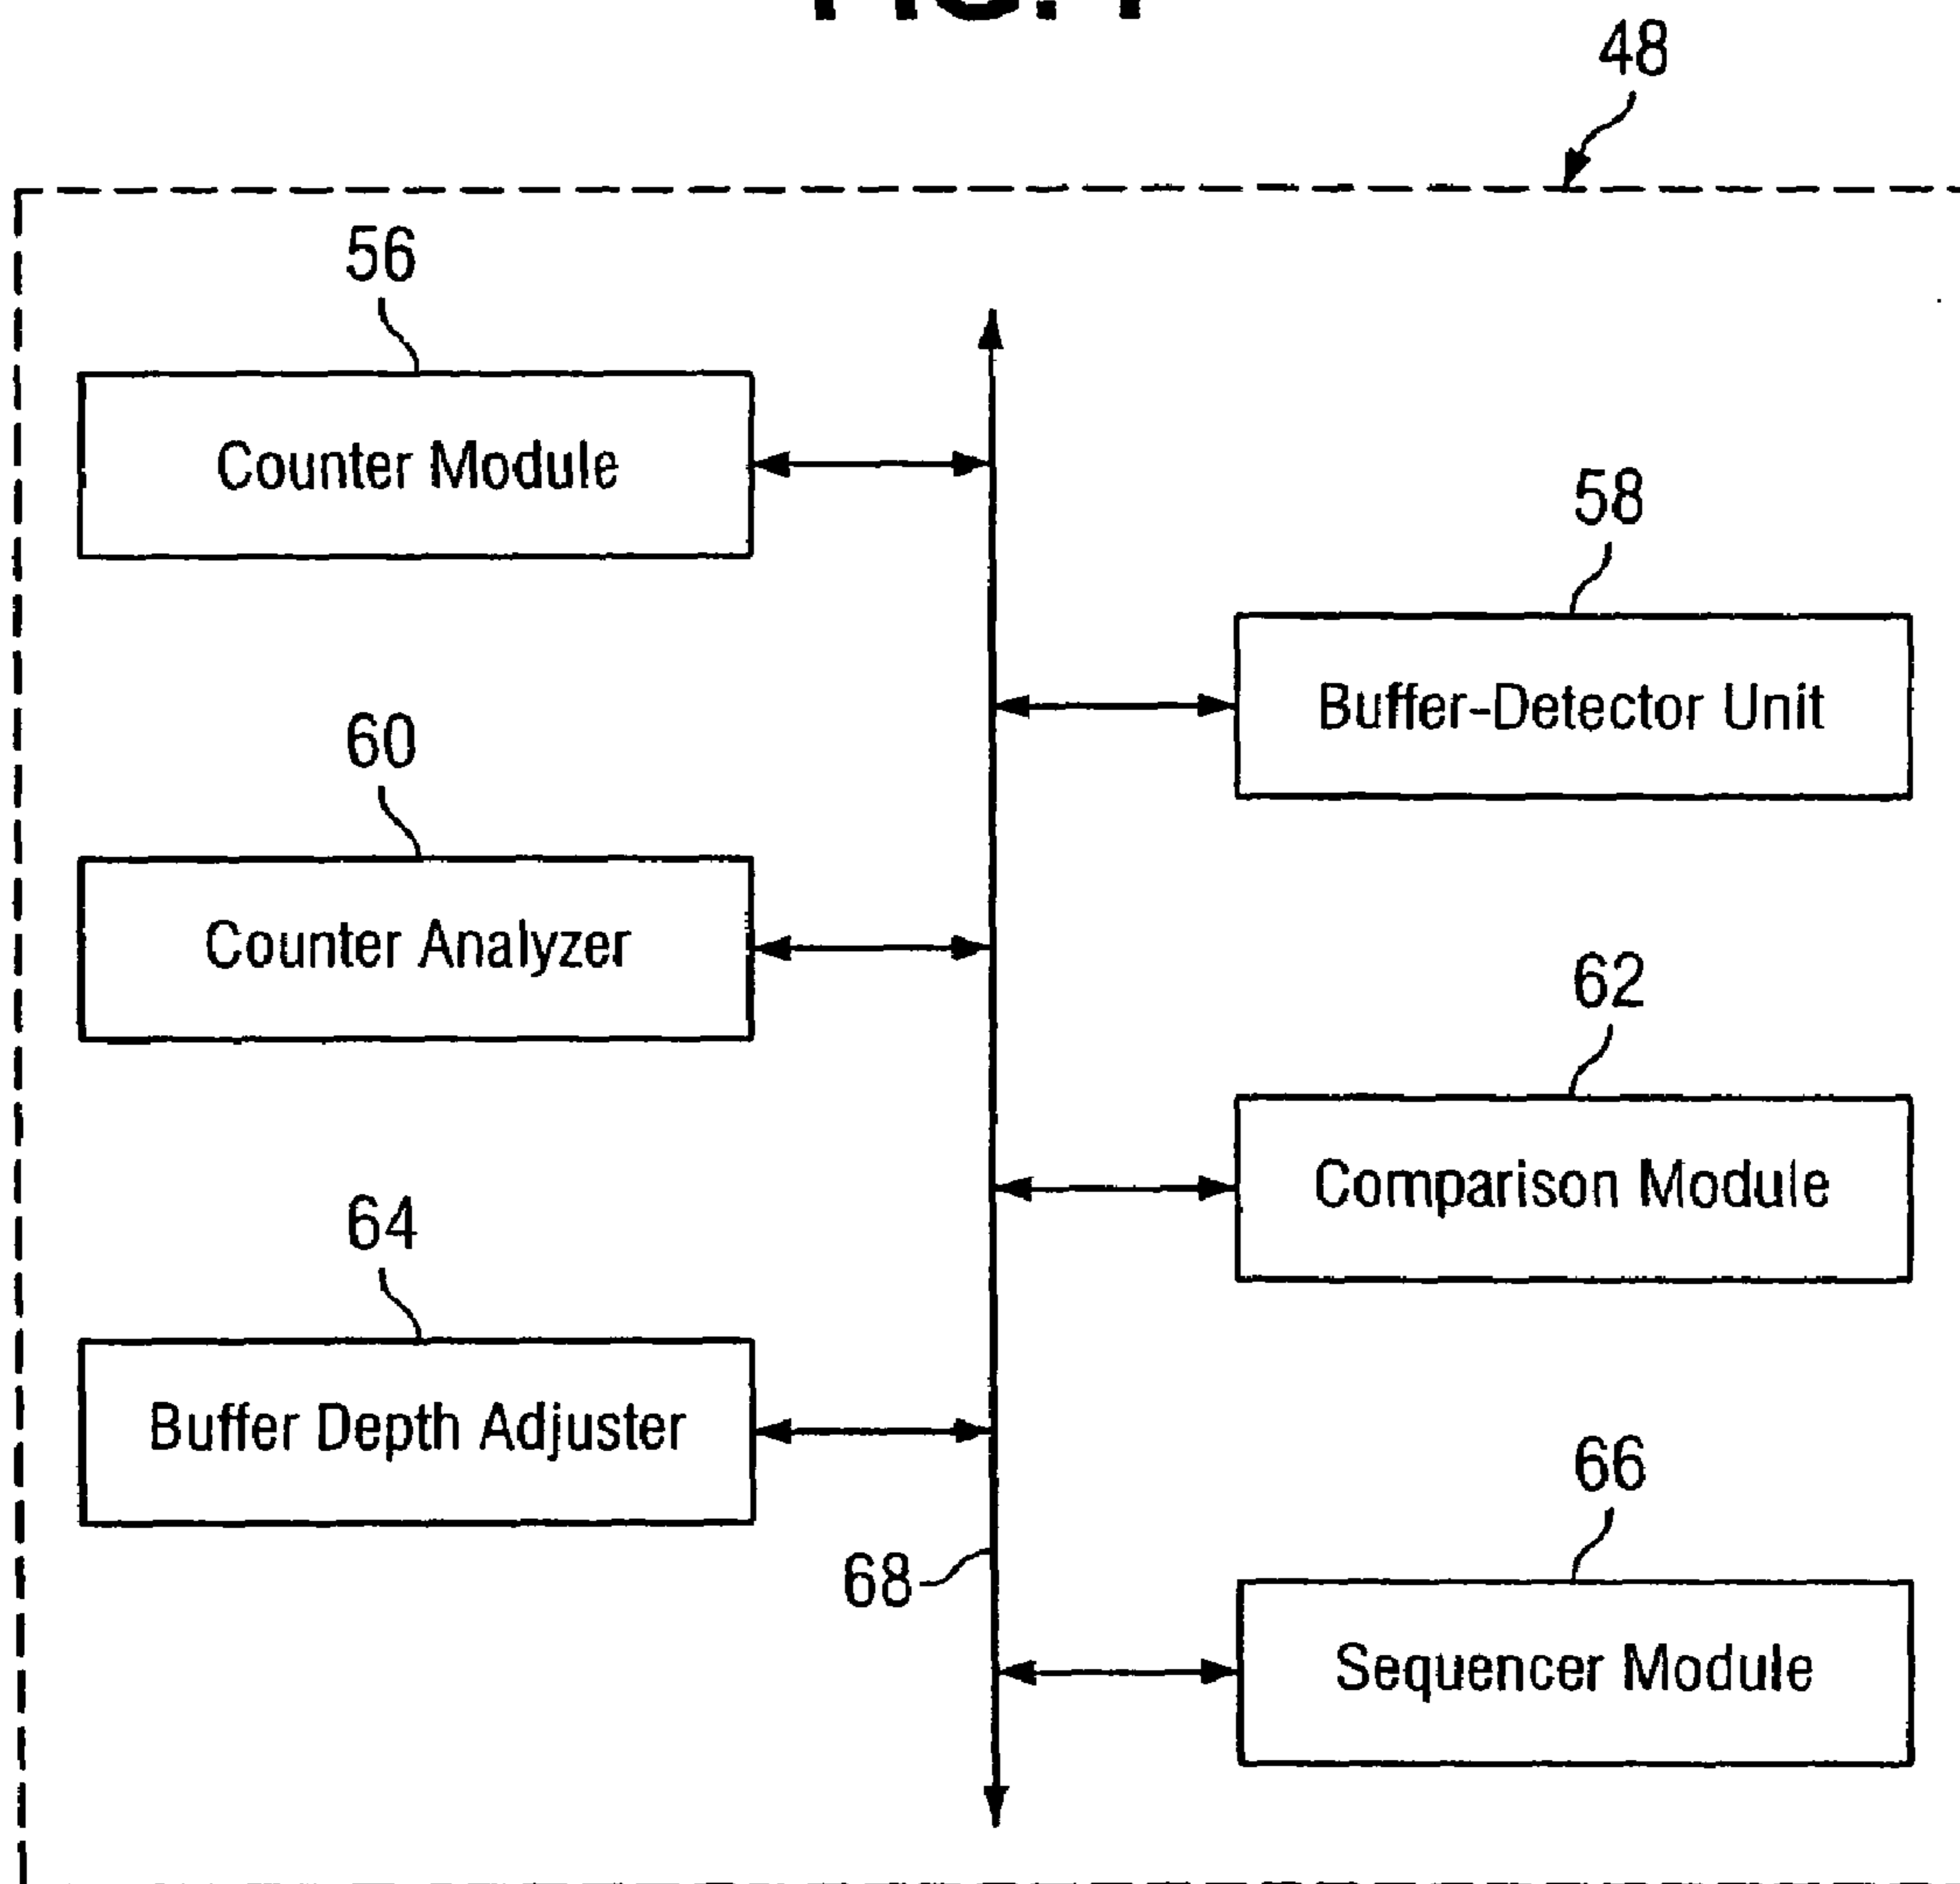 48
56
Counter Module
58
Buffer-Detector Unit
60
Counter Analyzer
62
Comparison Module
64
Buffer Depth Adjuster
68
66
Sequencer Module